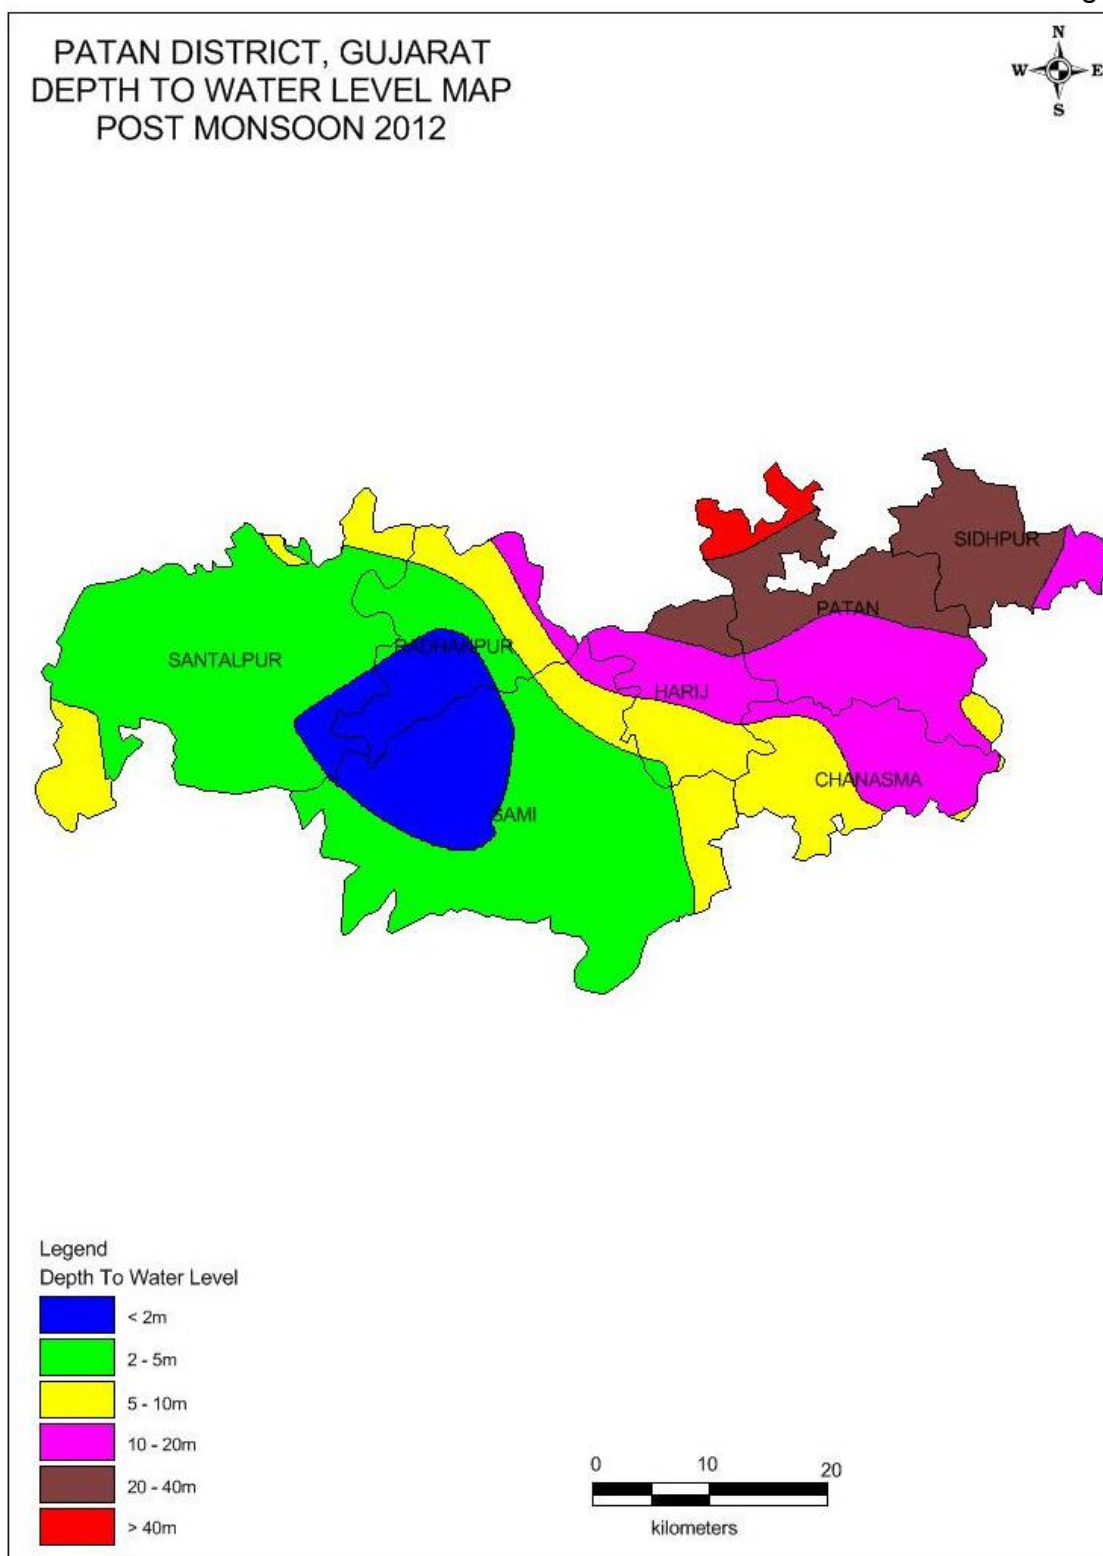 PATAN DISTRICT, GUJARAT
DEPTH TO WATER LEVEL MAP
POST MONSOON 2012
N
W E
S
SIDHPUR
PATAN
RADHANPUR
SANTALPUR
HARIJ
CHANASMA
SAMI
Legend
Depth To Water Level
< 2m
2 - 5m
5 - 10m
10 - 20m
20 - 40m
> 40m
0 10 20
kilometers